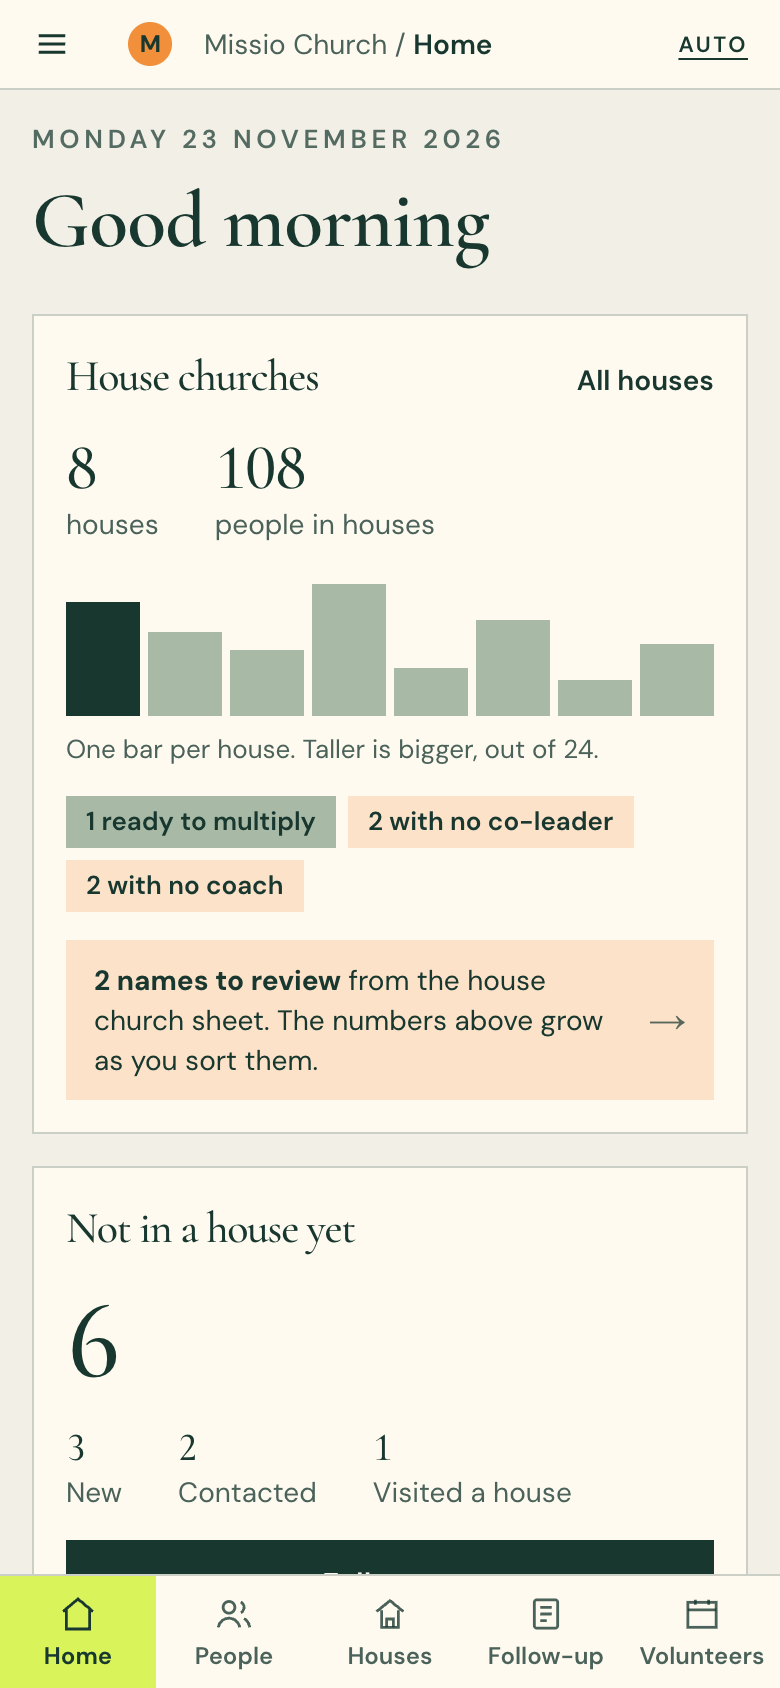 M Missio Church / Home AUTO
MONDAY 23 NOVEMBER 2026
Good morning
House churches All houses
8 108
houses people in houses
One bar per house. Taller is bigger, out of 24.
1 ready to multiply 2 with no co-leader
2 with no coach
2 names to review from the house
church sheet. The numbers above grow
as you sort them.
→
Not in a house yet
6
3 2 1
New Contacted Visited a house
Home People Houses Follow-up Volunteers